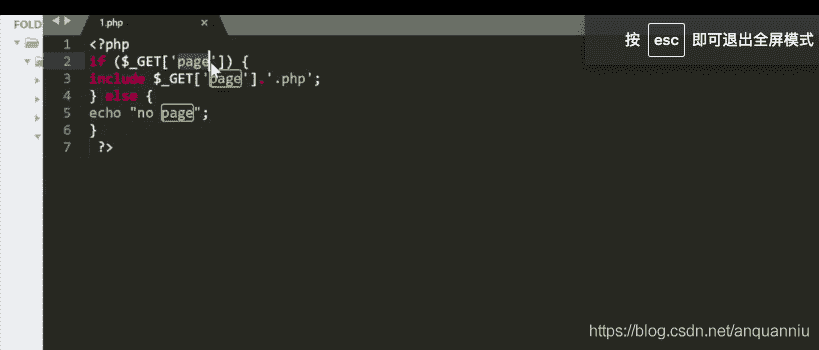 FOLD
1.php
×
按 esc 即可退出全屏模式
1 <?php
2 if ($_GET['page']) {
3 include $_GET['page'].'.php';
4 } else {
5 echo "no page";
6 }
7 ?>
https://blog.csdn.net/anquanniu